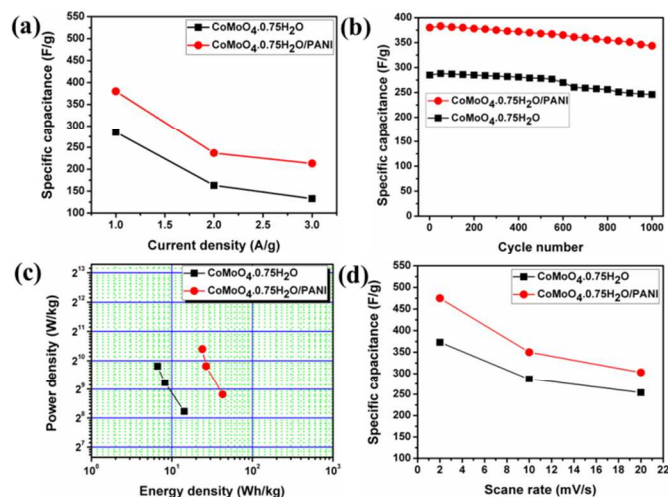 (a)
CoMoO4.0.75H2O
CoMoO4.0.75H2O/PANI
Specific capacitance (F/g)
500
450
400
350
300
250
200
150
100
1.0 1.5 2.0 2.5 3.0
Current density (A/g)
(b)
Specific capacitance (F/g)
400
350
300
250
200
150
100
50
0
CoMoO4.0.75H2O/PANI
CoMoO4.0.75H2O
0 200 400 600 800 1000
Cycle number
(c)
CoMoO4.0.75H2O
CoMoO4.0.75H2O/PANI
Power density (W/kg)
2^13
2^12
2^11
2^10
2^9
2^8
2^7
10^0 10^1 10^2 10^3
Energy density (Wh/kg)
(d)
CoMoO4.0.75H2O
CoMoO4.0.75H2O/PANI
Specific capacitance (F/g)
550
500
450
400
350
300
250
200
150
100
0 2 4 6 8 10 12 14 16 18 20 22
Scane rate (mV/s)